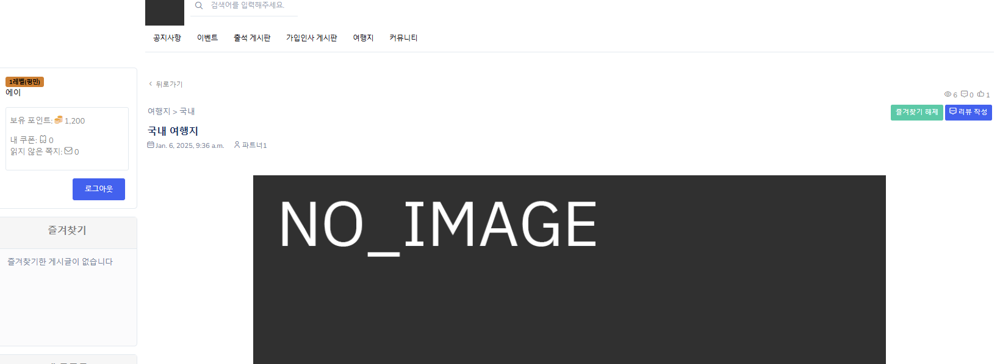 검색어를 입력해주세요.
공지사항 이벤트 출석 게시판 가입인사 게시판 여행지 커뮤니티
1레벨(평민)
에이
보유 포인트: 1,200
내 쿠폰: 0
읽지 않은 쪽지: 0
로그아웃
즐겨찾기
즐겨찾기한 게시글이 없습니다
뒤로가기
6 0 1
여행지 > 국내
즐겨찾기 해제 리뷰 작성
국내 여행지
Jan. 6, 2025, 9:36 a.m. 파트너1
NO_IMAGE